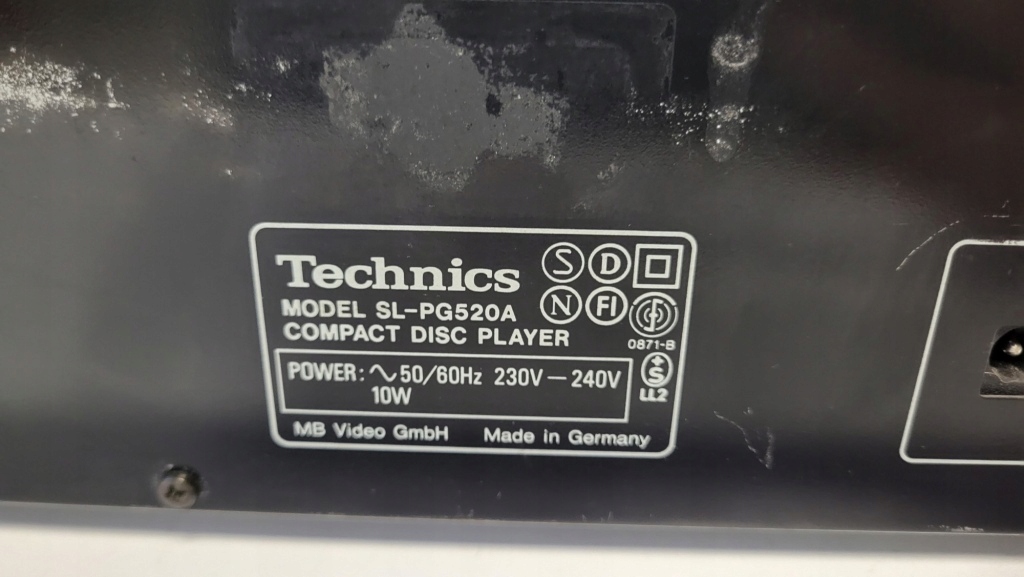 Technics
S D
MODEL SL-PG520A
N FI
COMPACT DISC PLAYER
0871-B
POWER: ∿50/60Hz 230V—240V
10W
S
LL2
MB Video GmbH Made in Germany